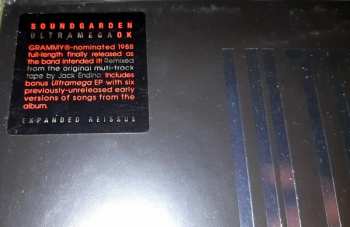 SOUNDGARDEN
ULTRAMEGA OK
GRAMMY®-nominated 1988
full-length finally released as
the band intended it! Remixed
from the original multi-track
tape by Jack Endino. Includes
bonus Ultramega EP with six
previously-unreleased early
versions of songs from the
album.
EXPANDED REISSUE